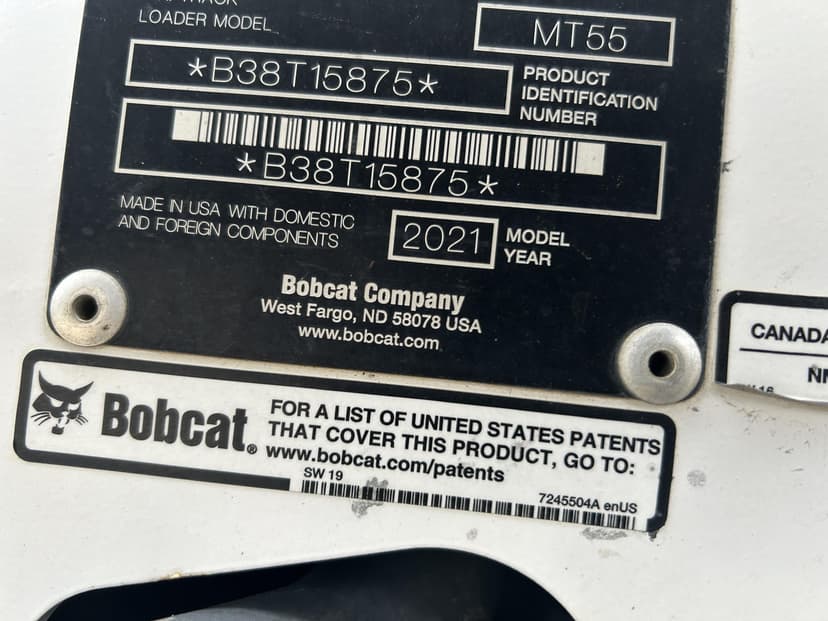 TRACK
LOADER MODEL
MT55
*B38T15875*
PRODUCT
IDENTIFICATION
NUMBER
*B38T15875*
MADE IN USA WITH DOMESTIC
AND FOREIGN COMPONENTS
2021
MODEL
YEAR
Bobcat Company
West Fargo, ND 58078 USA
www.bobcat.com
Bobcat®
FOR A LIST OF UNITED STATES PATENTS
THAT COVER THIS PRODUCT, GO TO:
www.bobcat.com/patents
SW 19
7245504A enUS
CANADA